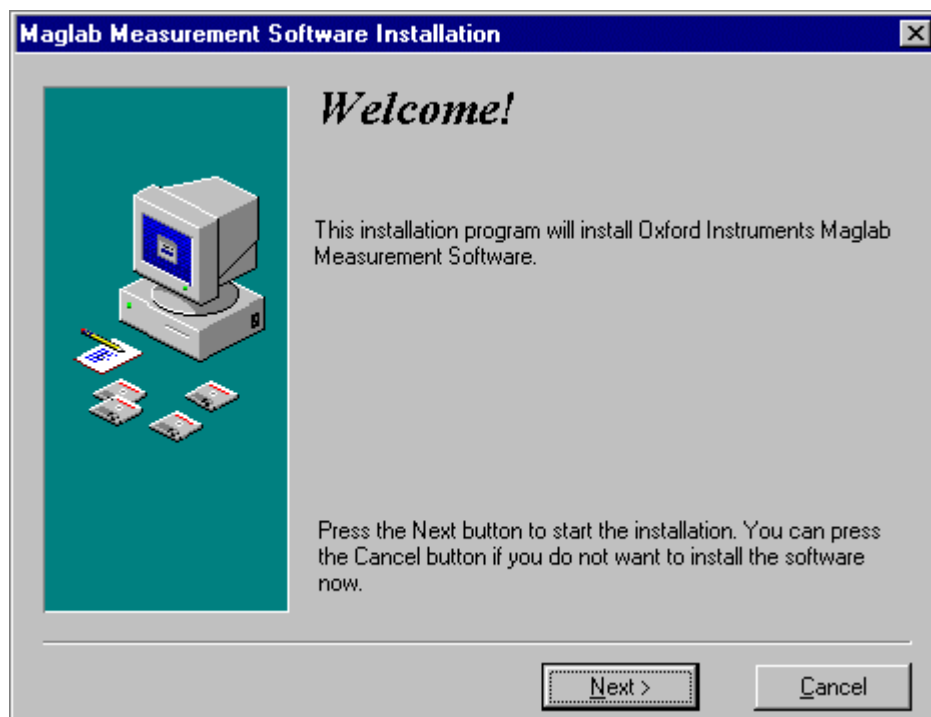 Maglab Measurement Software Installation
Welcome!
This installation program will install Oxford Instruments Maglab
Measurement Software.
Press the Next button to start the installation. You can press
the Cancel button if you do not want to install the software
now.
Next >
Cancel